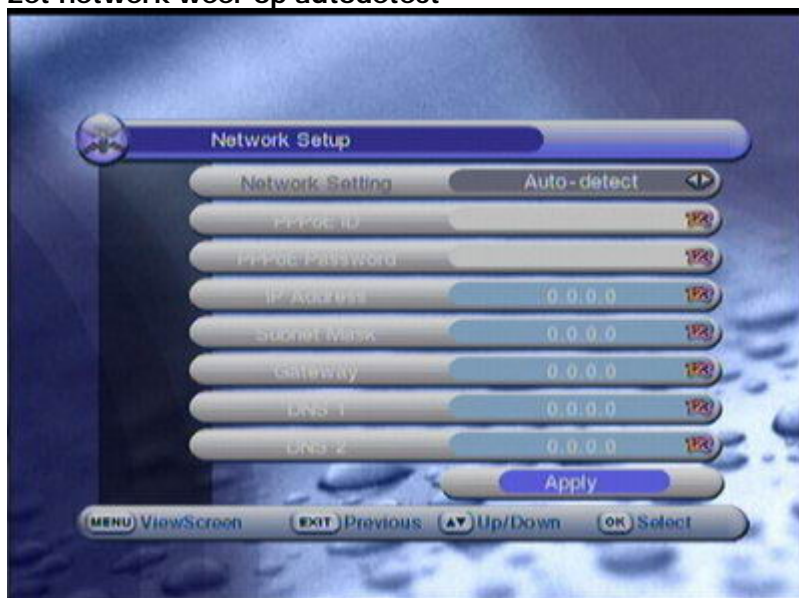 Zet network weer op autodetect
Network Setup
Network Setting Auto-detect
PPPoE ID
PPPoE Password
IP Address 0.0.0.0
Subnet Mask 0.0.0.0
Gateway 0.0.0.0
DNS 1 0.0.0.0
DNS 2 0.0.0.0
Apply
MENU ViewScreen EXIT Previous Up/Down OK Select